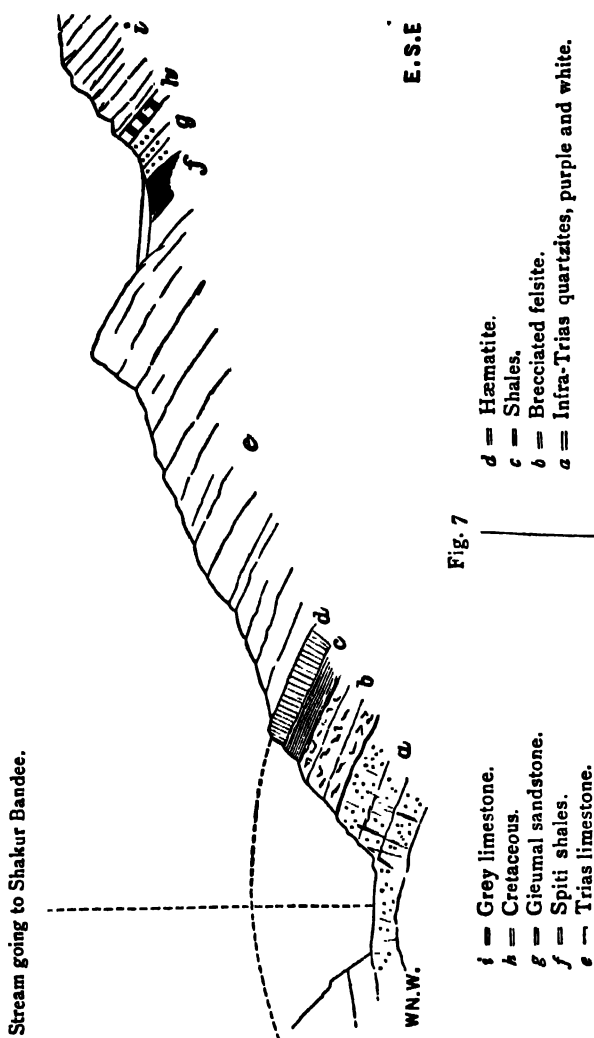 Stream going to Shakur Bandee.
W N.W.
E.S.E
a
b
c
d
e
f
g
h
i
Fig. 7
i = Grey limestone.
h = Cretaceous.
g = Gieumal sandstone.
f = Spiti shales.
e = Trias limestone.
d = Hæmatite.
c = Shales.
b = Brecciated felsite.
a = Infra-Trias quartzites, purple and white.